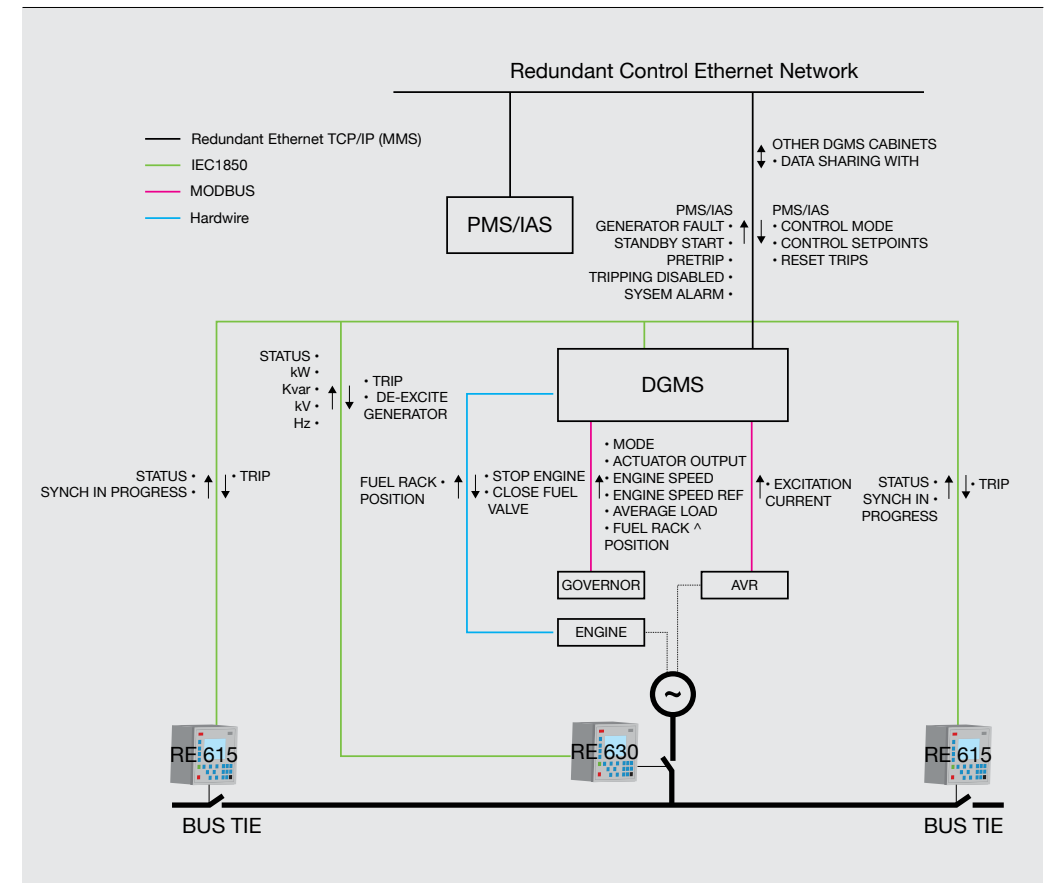 Redundant Control Ethernet Network
Redundant Ethernet TCP/IP (MMS)
IEC1850
MODBUS
Hardwire
PMS/IAS
OTHER DGMS CABINETS
• DATA SHARING WITH
PMS/IAS
GENERATOR FAULT •
STANDBY START •
PRETRIP •
TRIPPING DISABLED •
SYSEM ALARM •
PMS/IAS
• CONTROL MODE
• CONTROL SETPOINTS
• RESET TRIPS
DGMS
STATUS •
kW •
Kvar •
kV •
Hz •
• TRIP
• DE-EXCITE
GENERATOR
STATUS •
SYNCH IN PROGRESS •
• TRIP
FUEL RACK •
POSITION
• STOP ENGINE
• CLOSE FUEL
VALVE
• MODE
• ACTUATOR OUTPUT
• ENGINE SPEED
• ENGINE SPEED REF
• AVERAGE LOAD
• FUEL RACK ^
POSITION
• EXCITATION
CURRENT
STATUS •
SYNCH IN •
PROGRESS
• TRIP
GOVERNOR
AVR
ENGINE
~
RE 615
RE 630
RE 615
BUS TIE
BUS TIE